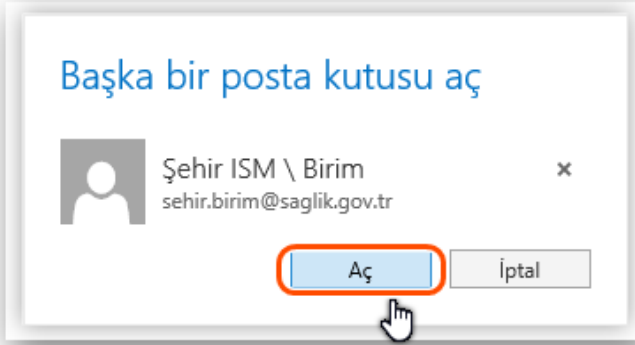 Başka bir posta kutusu aç
Şehir ISM \ Birim
sehir.birim@saglik.gov.tr
Aç
İptal